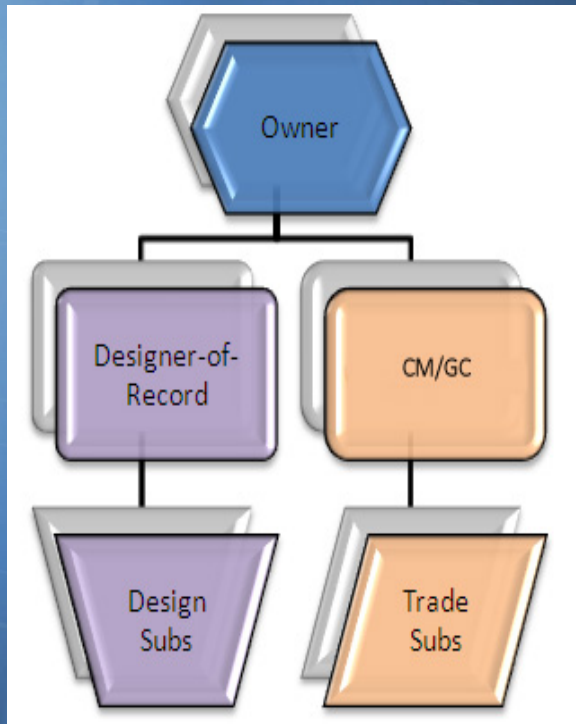 Owner
Designer-of-
Record
CM/GC
Design
Subs
Trade
Subs